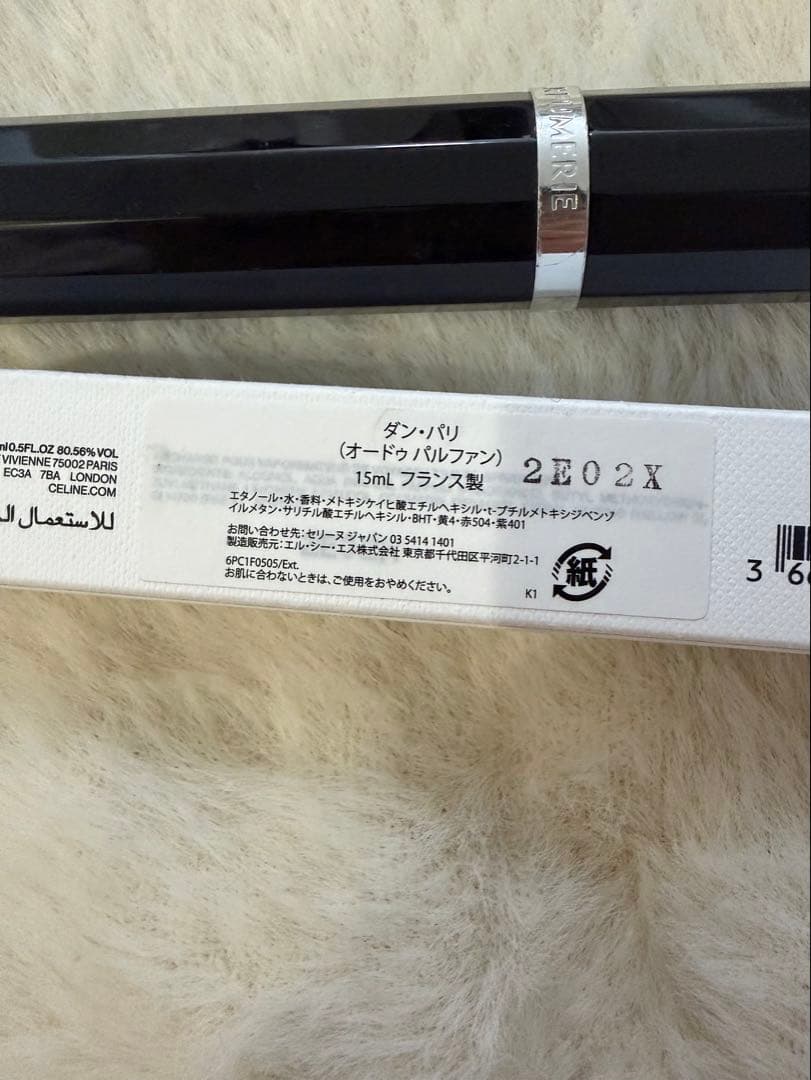 UMERIE
0.5FL.OZ 80.56%VOL
VIVIENNE 75002 PARIS
EC3A 7BA LONDON
CELINE.COM
للاستعمال
ダン・パリ
(オードゥ パルファン)
15mL フランス製
2E02X
エタノール・水・香料・メトキシケイヒ酸エチルヘキシル・t-ブチルメトキシジベンゾ
イルメタン・サリチル酸エチルヘキシル・BHT・黄4・赤504・紫401
お問い合わせ先：セリーヌ ジャパン 03 5414 1401
製造販売元：エル・シー・エス株式会社 東京都千代田区平河町2-1-1
6PC1F0505/Ext.
お肌に合わないときは、ご使用をおやめください。
K1
紙
3